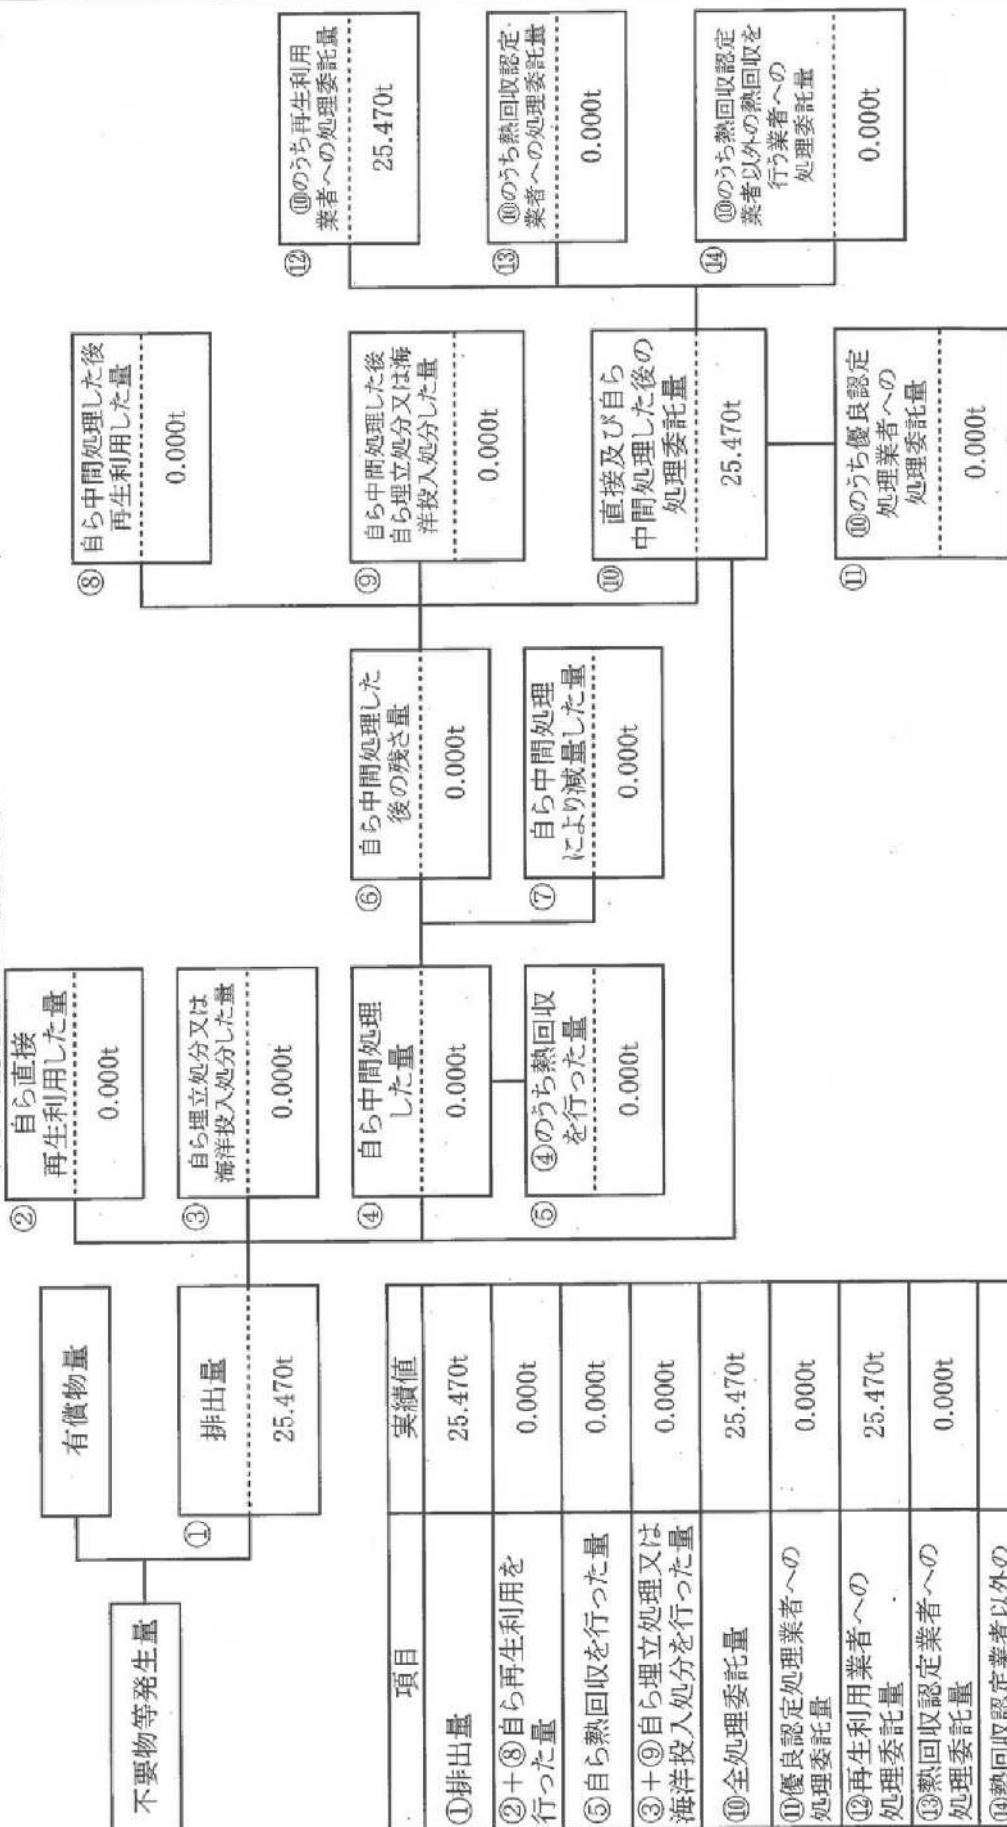 不要物等発生量
有償物量
①
排出量
25.470t
②
自ら直接
再生利用した量
0.000t
③
自ら埋立処分又は
海洋投入処分した量
0.000t
④
自ら中間処理
した量
0.000t
⑤
④のうち熱回収
を行った量
0.000t
⑥
自ら中間処理した
後の残さ量
0.000t
⑦
自ら中間処理
により減量した量
0.000t
⑧
自ら中間処理した後
再生利用した量
0.000t
⑨
自ら中間処理した後
自ら埋立処分又は海
洋投入処分した量
0.000t
⑩
直接及び自ら
中間処理した後の
処理委託量
25.470t
⑪
⑩のうち優良認定
処理業者への
処理委託量
0.000t
⑫
⑩のうち再生利用
業者への処理委託量
25.470t
⑬
⑩のうち熱回収認定
業者への処理委託量
0.000t
⑭
⑩のうち熱回収認定
業者以外の熱回収を
行う業者への
処理委託量
0.000t
項目
実績値
①排出量
25.470t
②+⑧自ら再生利用を
行った量
0.000t
⑤自ら熱回収を行った量
0.000t
③+⑨自ら埋立処理又は
海洋投入処分を行った量
0.000t
⑩全処理委託量
25.470t
⑪優良認定処理業者への
処理委託量
0.000t
⑫再生利用業者への
処理委託量
25.470t
⑬熱回収認定業者への
処理委託量
0.000t
⑭熱回収認定業者以外の